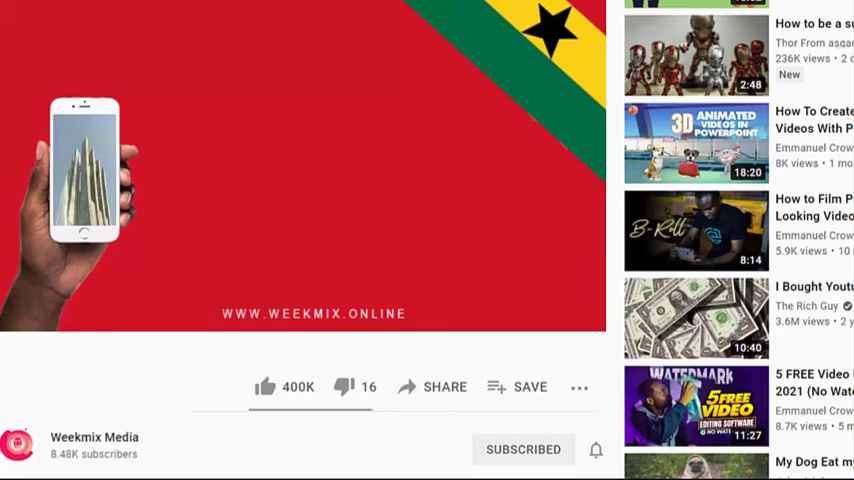 WWW.WEEKMIX.ONLINE
400K
16
SHARE
SAVE
Weekmix Media
8.48K subscribers
SUBSCRIBED
2:48
How to be a su
Thor From asgar
236K views • 2 d
New
3D ANIMATED
VIDEOS IN
POWERPOINT
18:20
How To Create
Videos With P
Emmanuel Crow
8K views • 1 mo
B-Roll
8:14
How to Film P
Looking Video
Emmanuel Crow
5.9K views • 10
10:40
I Bought Youtu
The Rich Guy
3.6M views • 2 y
WATERMARK
5 FREE
VIDEO
EDITING SOFTWARE
NO WAT
11:27
5 FREE Video
2021 (No Wate
Emmanuel Crow
8.7K views • 5 m
My Dog Eat my